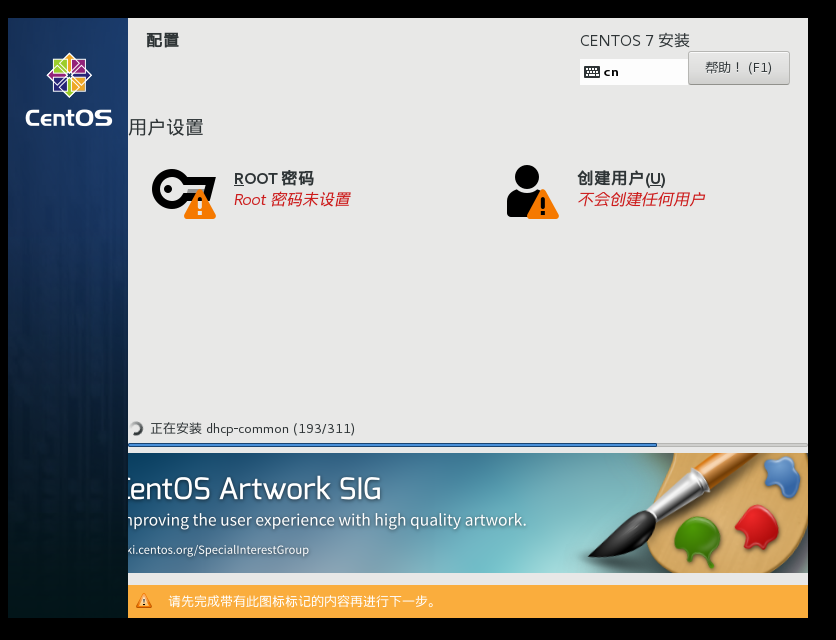 配置
CENTOS 7 安装
cn
帮助！ (F1)
CentOS
用户设置
ROOT 密码
Root 密码未设置
创建用户(U)
不会创建任何用户
正在安装 dhcp-common (193/311)
CentOS Artwork SIG
mproving the user experience with high quality artwork.
ki.centos.org/SpecialInterestGroup
请先完成带有此图标标记的内容再进行下一步。